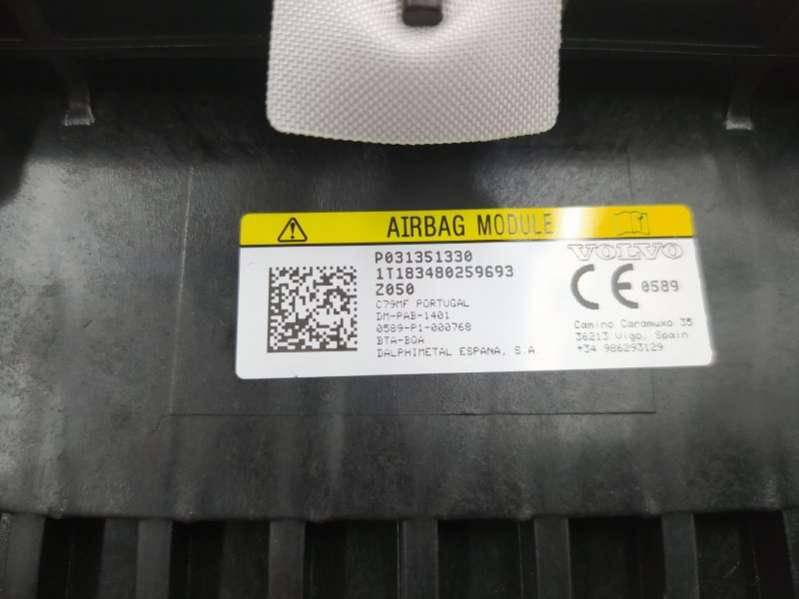 AIRBAG MODULE
P031351330
VOLVO
1T183480259693
Z050
CE 0589
C79MF PORTUGAL
DM-PAB-1401
0589-P1-000768
BTA-BQA
DALPHIMETAL ESPANA, S.A.
Camino Caramuxo 35
36213 Vigo, Spain
+34 986293129